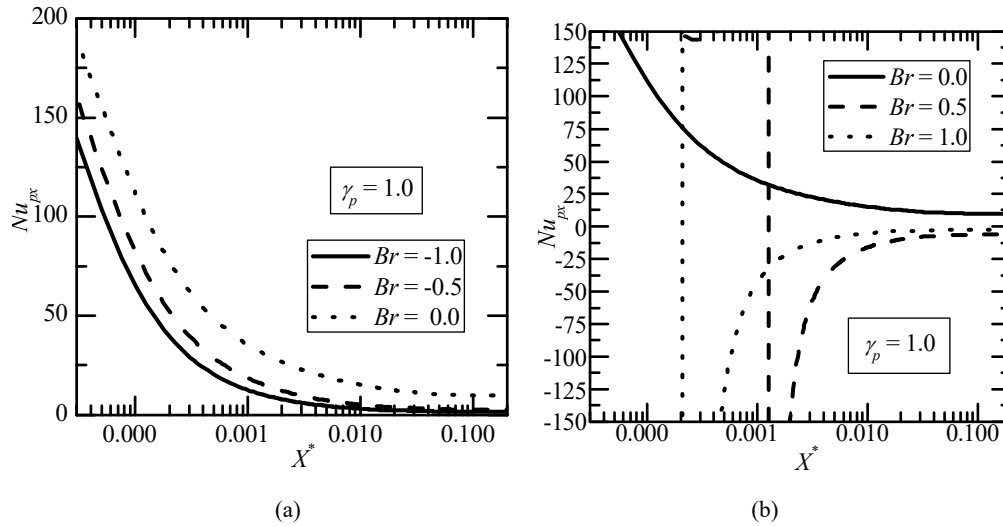 200
150
100
50
0
Nu_px
γ_p = 1.0
Br = -1.0
Br = -0.5
Br = 0.0
0.000 0.001 0.010 0.100
X*
(a)
150
125
100
75
50
25
0
-25
-50
-75
-100
-125
-150
Nu_px
Br = 0.0
Br = 0.5
Br = 1.0
γ_p = 1.0
0.000 0.001 0.010 0.100
X*
(b)